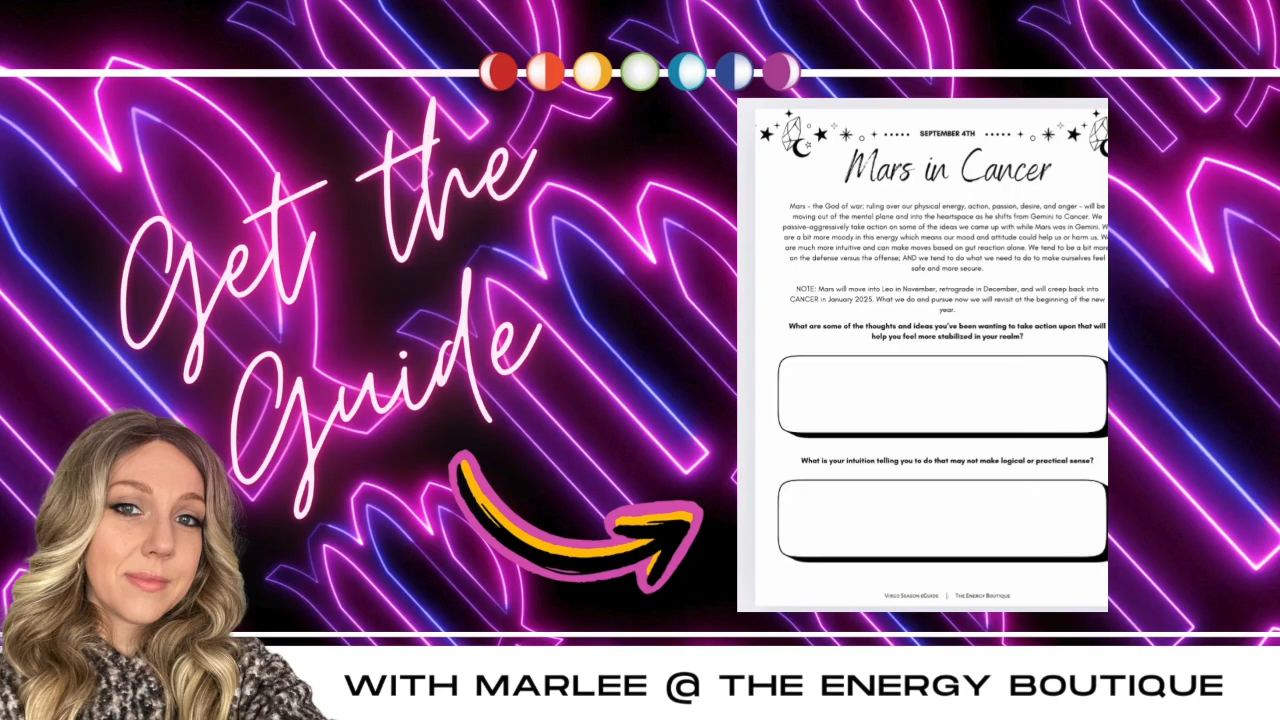 Get the
Guide
SEPTEMBER 4TH
Mars in Cancer
Mars - the God of war; ruling over our physical energy, action, passion, desire, and anger - will be
moving out of the mental plane and into the heartspace as he shifts from Gemini to Cancer. We
passive-aggressively take action on some of the ideas we came up with while Mars was in Gemini. W
are a bit more moody in this energy which means our mood and attitude could help us or harm us. W
are much more intuitive and can make moves based on gut reaction alone. We tend to be a bit more
on the defense versus the offense; AND we tend to do what we need to do to make ourselves feel
safe and more secure.
NOTE: Mars will move into Leo in November, retrograde in December, and will creep back into
CANCER in January 2025. What we do and pursue now we will revisit at the beginning of the new
year.
What are some of the thoughts and ideas you've been wanting to take action upon that will
help you feel more stabilized in your realm?
What is your intuition telling you to do that may not make logical or practical sense?
Virgo Season eGuide | The Energy Boutique
WITH MARLEE @ THE ENERGY BOUTIQUE